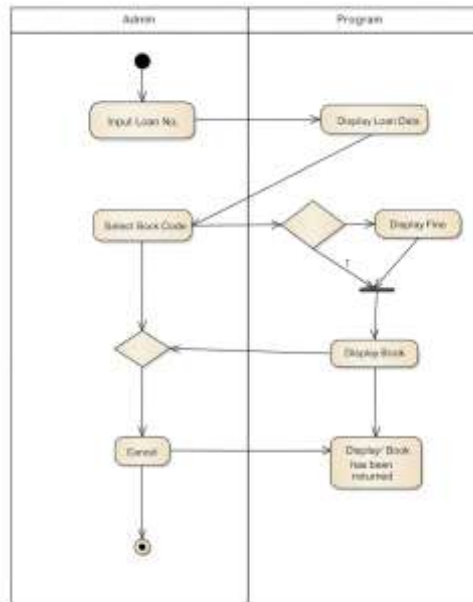 Admin
Program
Input Loan No.
Display Loan Data
Select Book Code
Display Fine
T
Display Book
Cancel
Display' Book
has been
returned